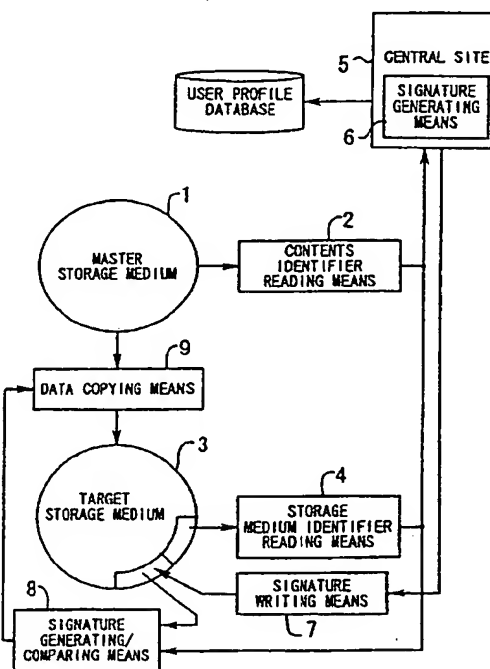 5
CENTRAL SITE
USER PROFILE
DATABASE
SIGNATURE
GENERATING
MEANS
6
1
2
MASTER
STORAGE MEDIUM
CONTENTS
IDENTIFIER
READING MEANS
9
DATA COPYING MEANS
3
4
TARGET
STORAGE MEDIUM
STORAGE
MEDIUM IDENTIFIER
READING MEANS
8
SIGNATURE
WRITING MEANS
7
SIGNATURE
GENERATING/
COMPARING MEANS